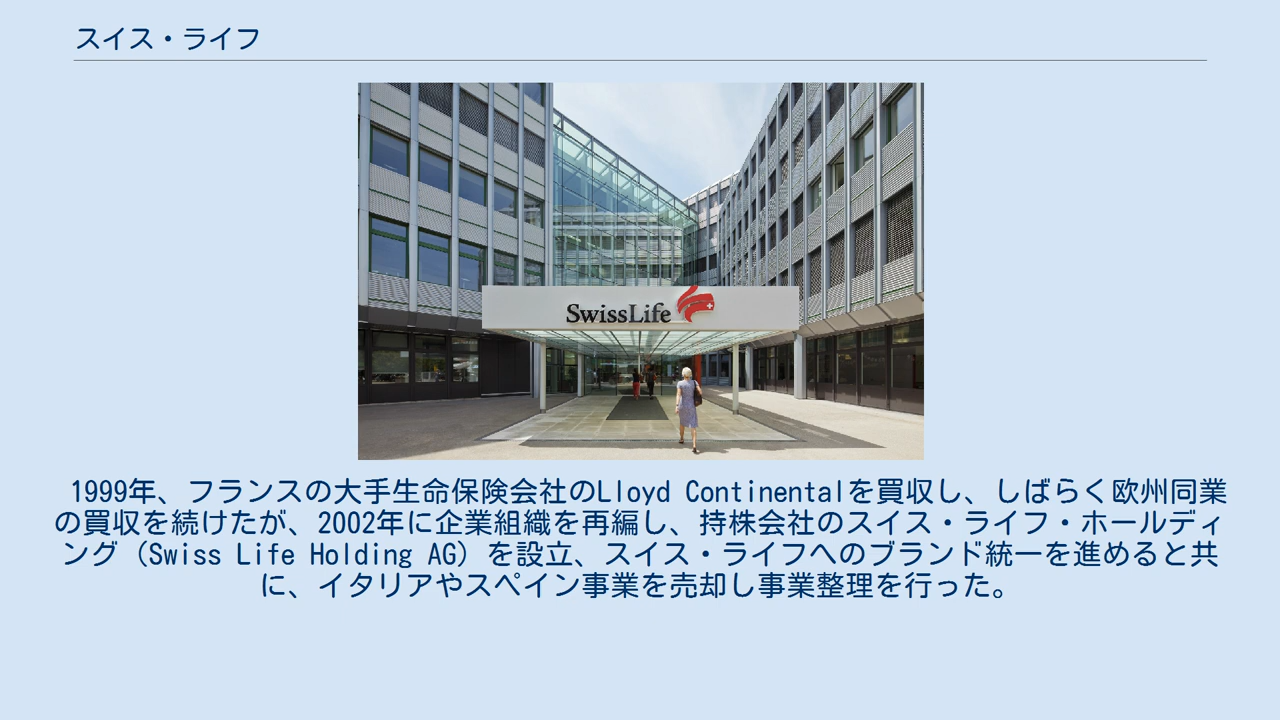 スイス・ライフ
SwissLife
1999年、フランスの大手生命保険会社のLloyd Continentalを買収し、しばらく欧州同業
の買収を続けたが、2002年に企業組織を再編し、持株会社のスイス・ライフ・ホールディ
ング（Swiss Life Holding AG）を設立、スイス・ライフへのブランド統一を進めると共
に、イタリアやスペイン事業を売却し事業整理を行った。